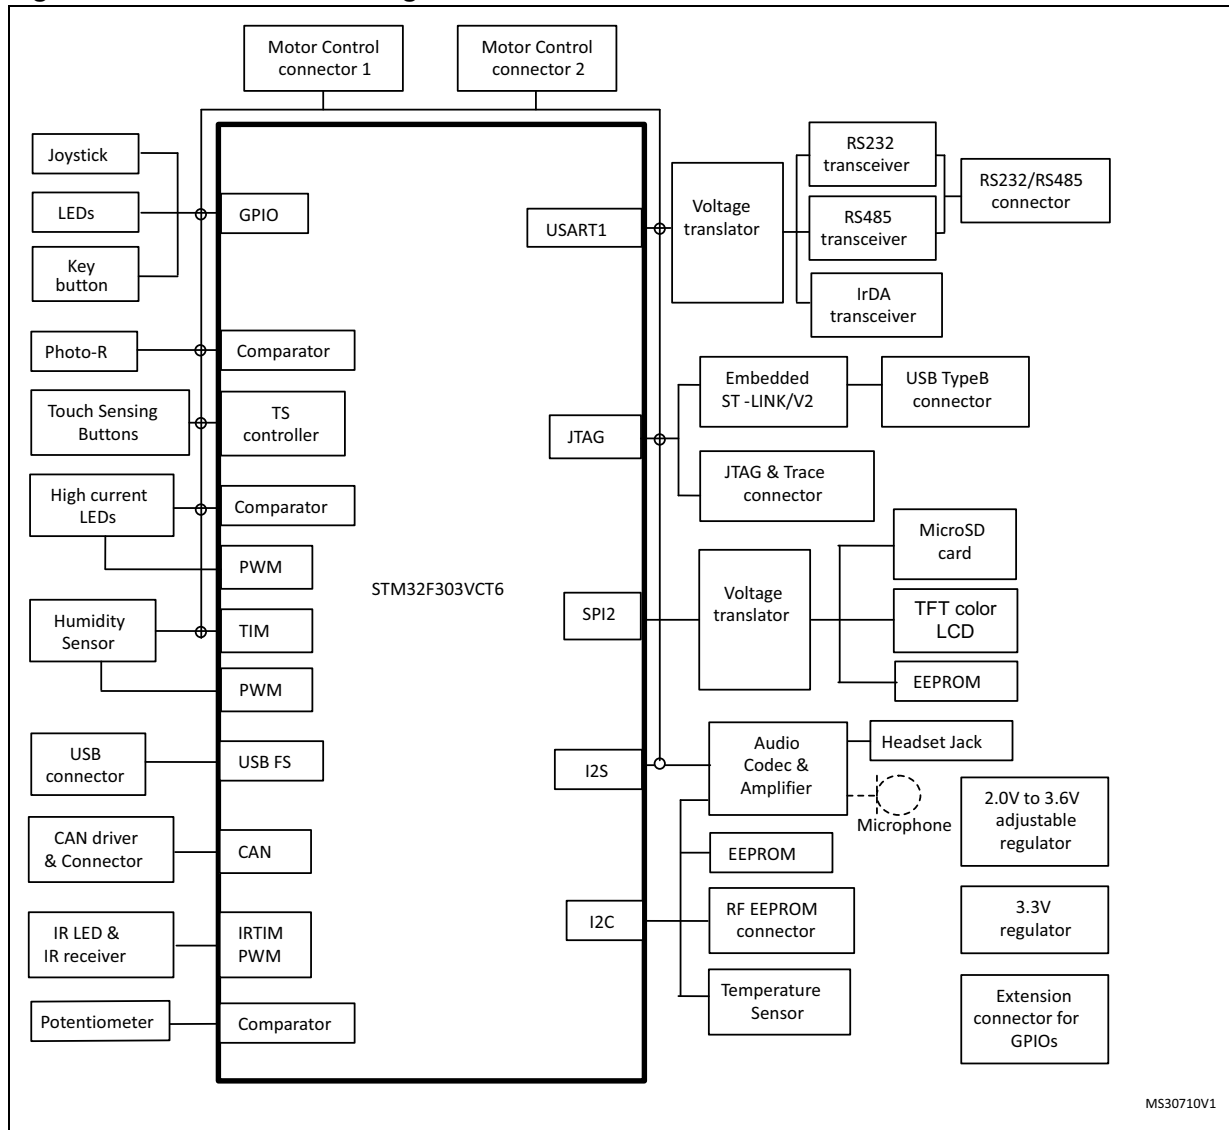 Motor Control
connector 1
Motor Control
connector 2
Joystick
LEDs
Key
button
GPIO
USART1
Voltage
translator
RS232
transceiver
RS485
transceiver
IrDA
transceiver
RS232/RS485
connector
Photo-R
Comparator
Touch Sensing
Buttons
TS
controller
JTAG
Embedded
ST -LINK/V2
USB TypeB
connector
JTAG & Trace
connector
High current
LEDs
Comparator
PWM
STM32F303VCT6
Humidity
Sensor
TIM
PWM
SPI2
Voltage
translator
MicroSD
card
TFT color
LCD
EEPROM
USB
connector
USB FS
I2S
Audio
Codec &
Amplifier
Headset Jack
Microphone
CAN driver
& Connector
CAN
EEPROM
I2C
RF EEPROM
connector
Temperature
Sensor
IR LED &
IR receiver
IRTIM
PWM
Potentiometer
Comparator
2.0V to 3.6V
adjustable
regulator
3.3V
regulator
Extension
connector for
GPIOs
MS30710V1